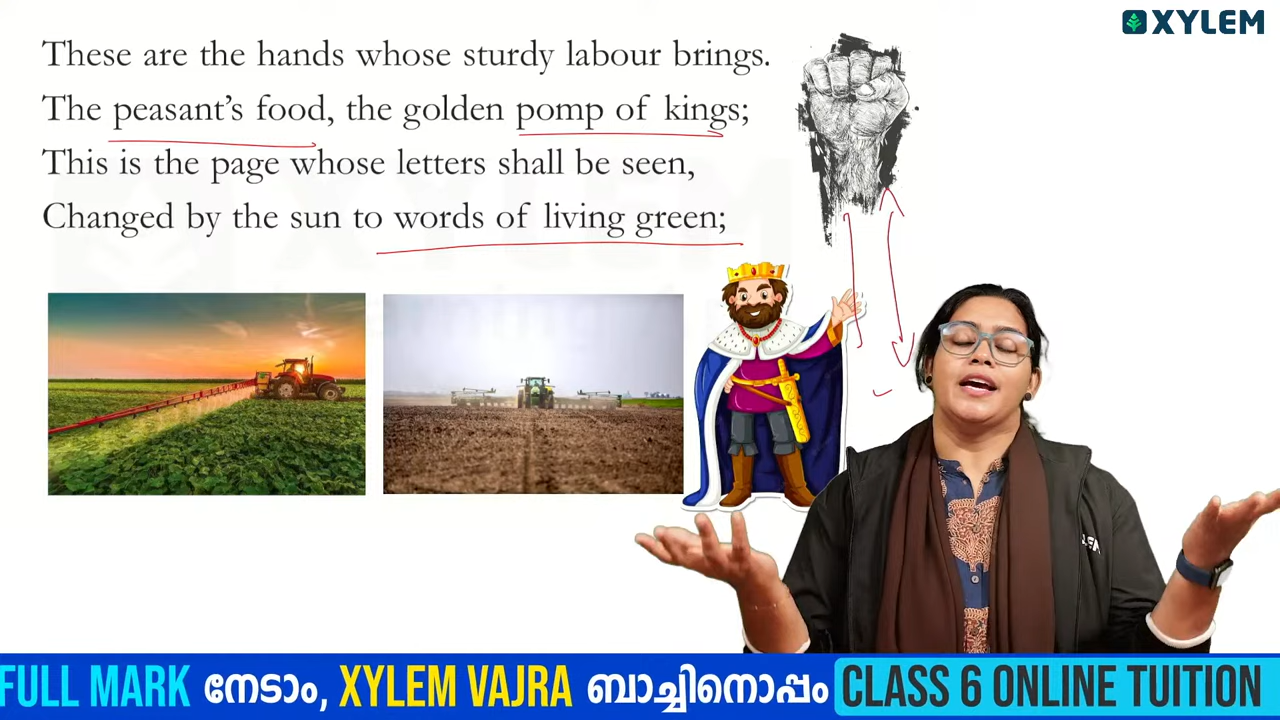 XYLEM
These are the hands whose sturdy labour brings.
The peasant's food, the golden pomp of kings;
This is the page whose letters shall be seen,
Changed by the sun to words of living green;
FULL MARK നേടാം, XYLEM VAJRA ബാച്ചിനൊപ്പം CLASS 6 ONLINE TUITION